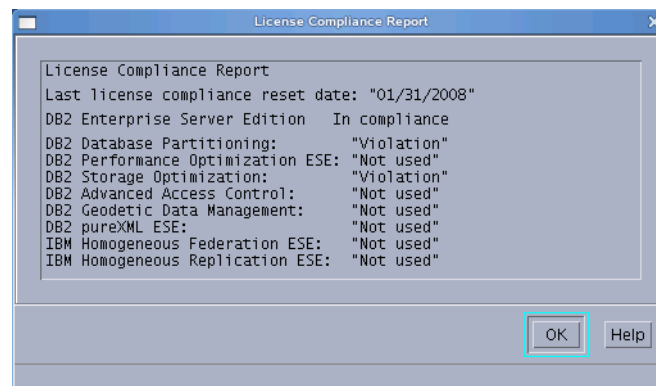 License Compliance Report
License Compliance Report
Last license compliance reset date: "01/31/2008"
DB2 Enterprise Server Edition In compliance
DB2 Database Partitioning: "Violation"
DB2 Performance Optimization ESE: "Not used"
DB2 Storage Optimization: "Violation"
DB2 Advanced Access Control: "Not used"
DB2 Geodetic Data Management: "Not used"
DB2 pureXML ESE: "Not used"
IBM Homogeneous Federation ESE: "Not used"
IBM Homogeneous Replication ESE: "Not used"
OK Help